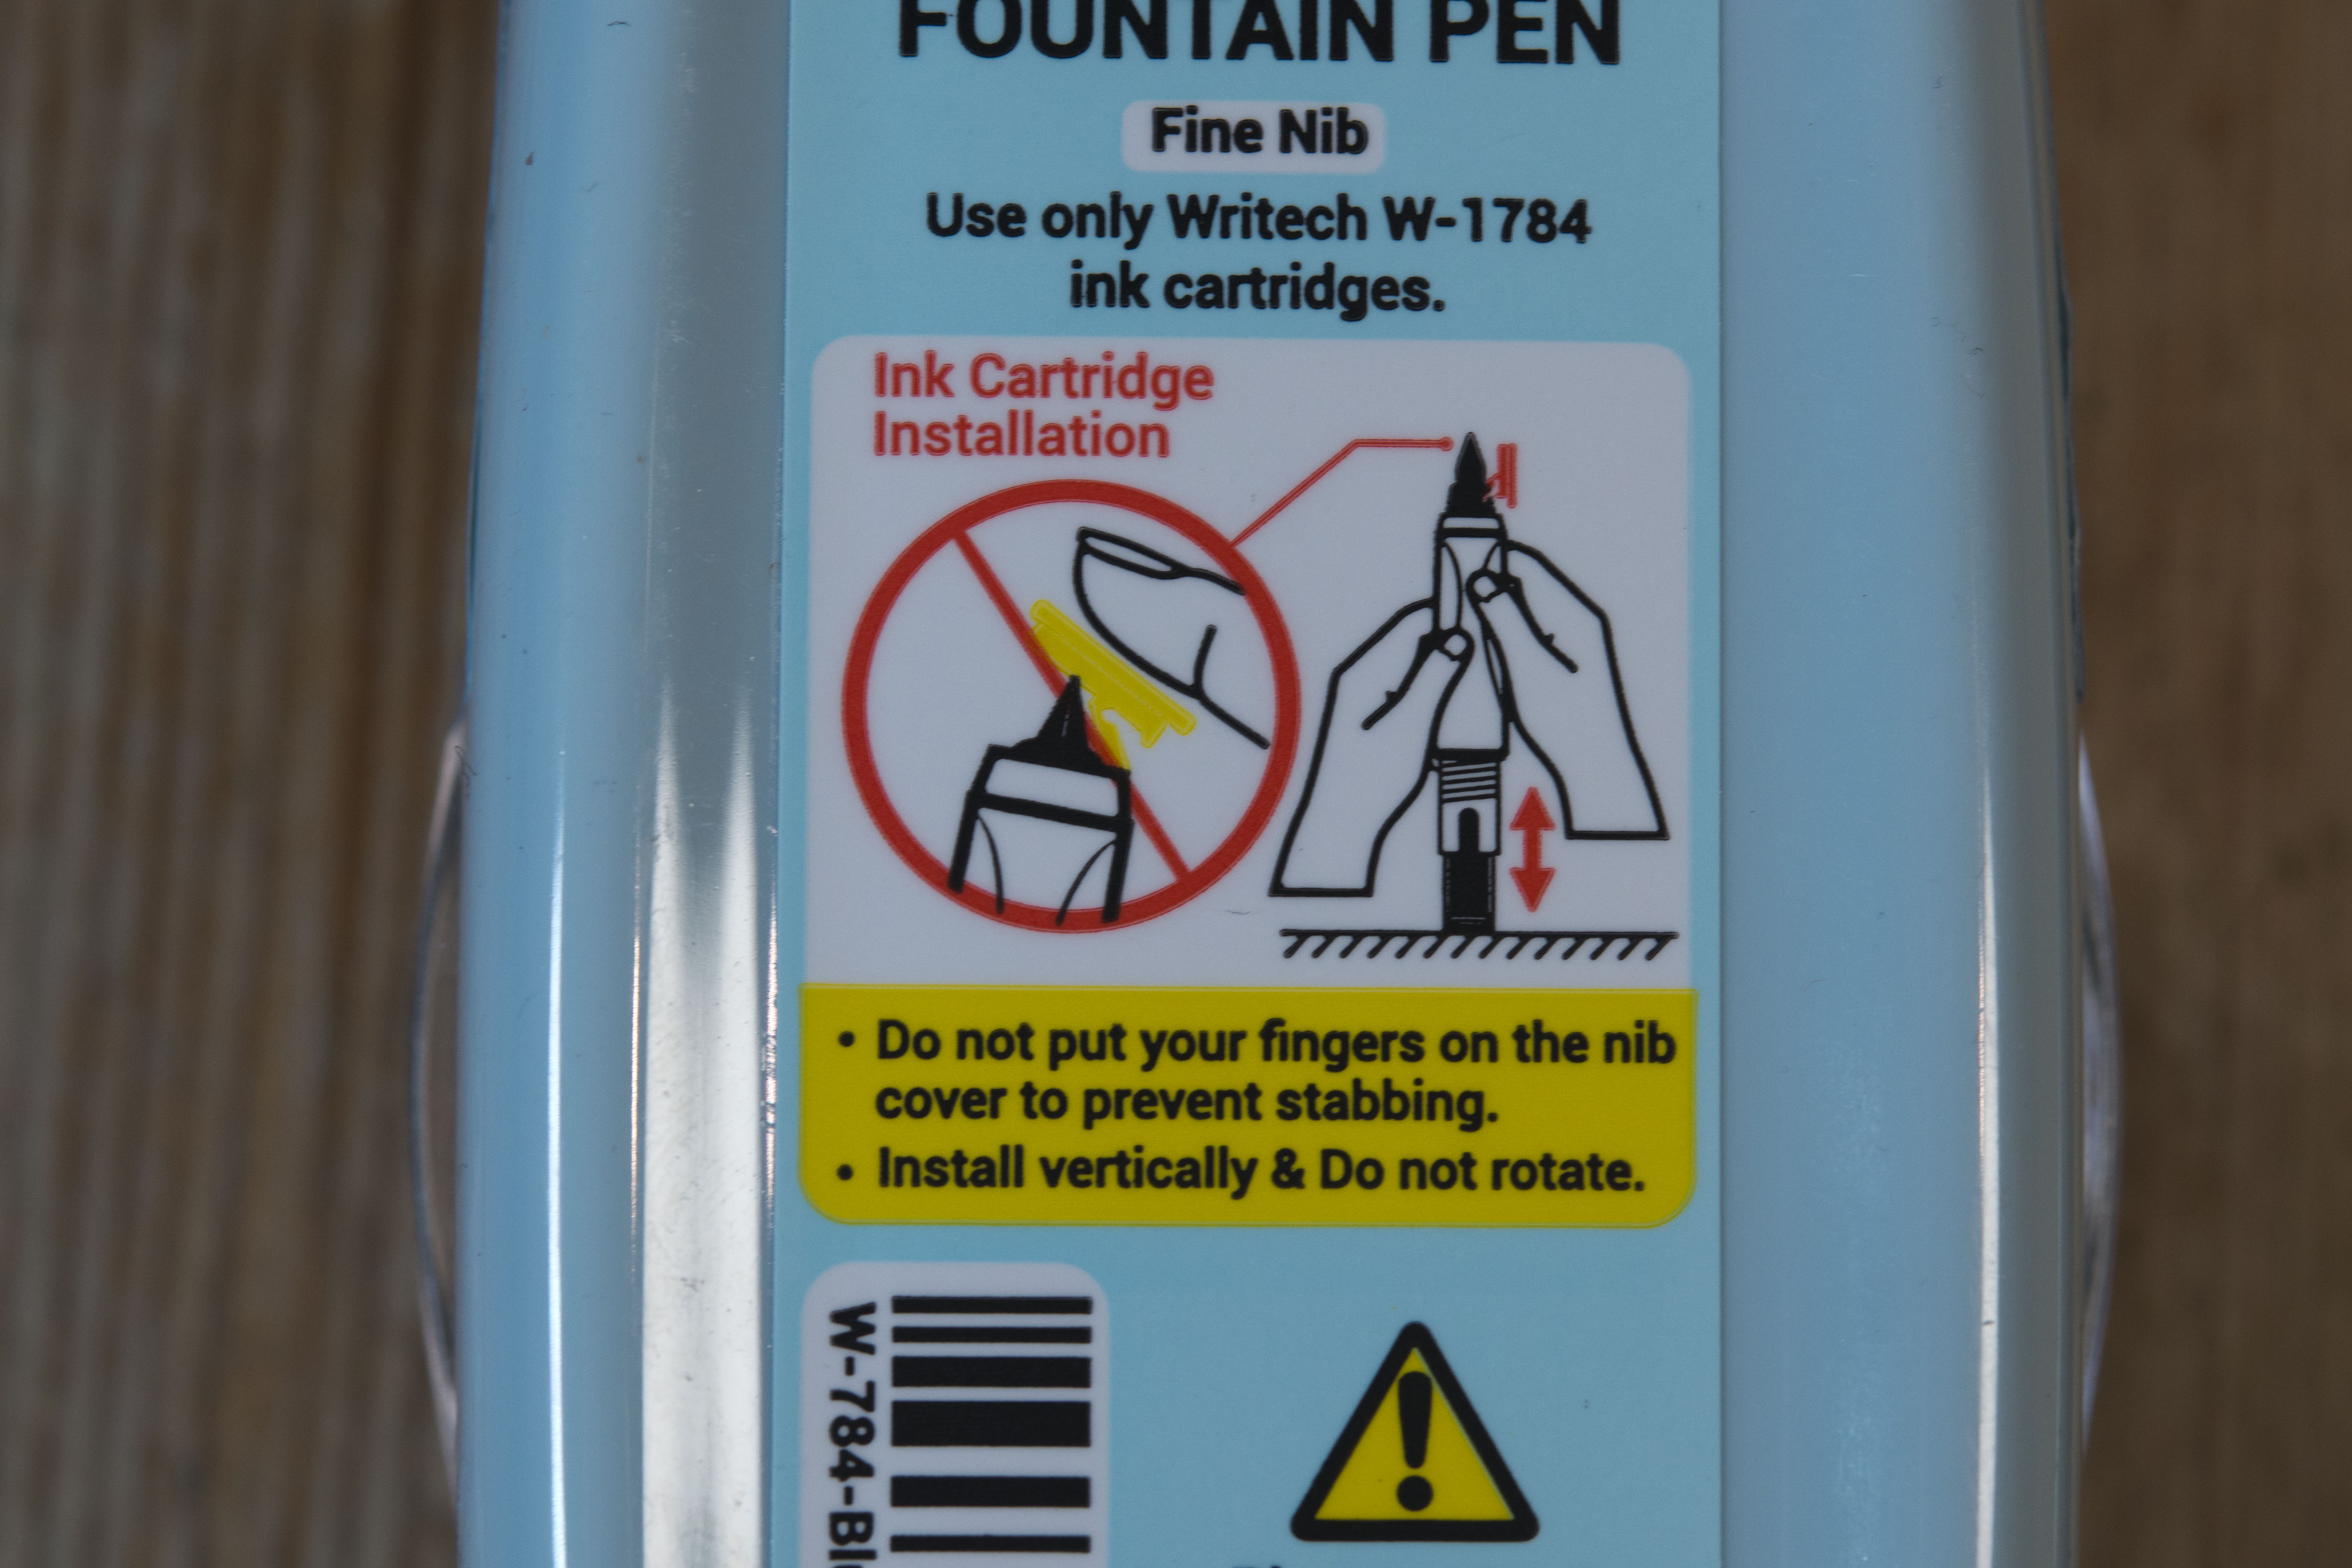 FOUNTAIN PEN
Fine Nib
Use only Writech W-1784
ink cartridges.
Ink Cartridge
Installation
• Do not put your fingers on the nib
cover to prevent stabbing.
• Install vertically & Do not rotate.
W-784-Bl